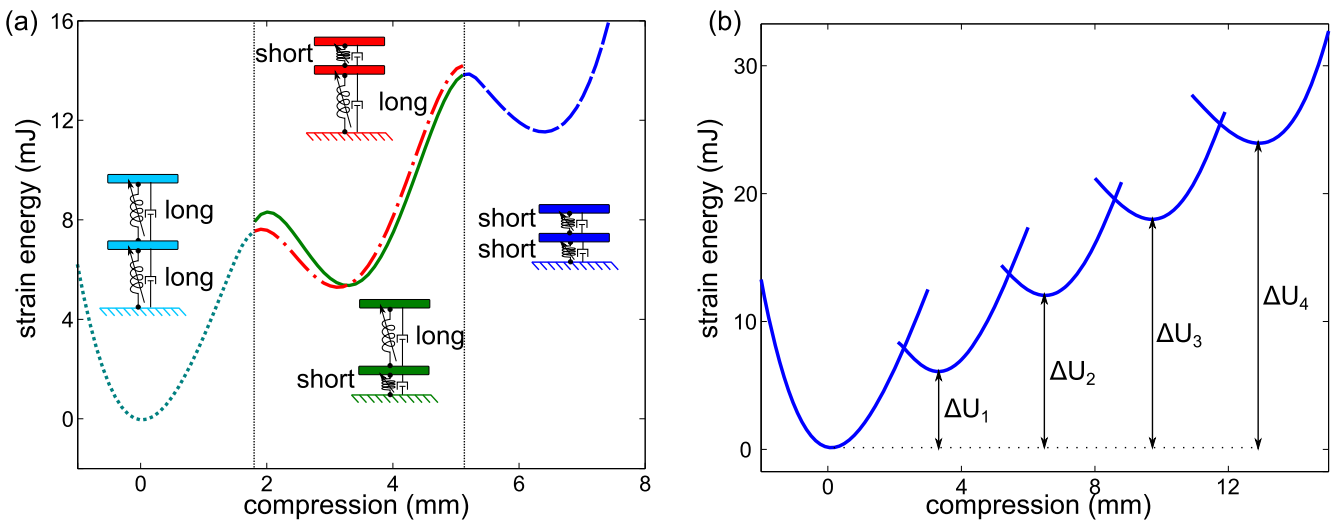 (a)
strain energy (mJ)
16
12
8
4
0
short
long
long
long
long
short
short
short
0
2
4
6
8
compression (mm)
(b)
strain energy (mJ)
30
20
10
0
ΔU₁
ΔU₂
ΔU₃
ΔU₄
0
4
8
12
compression (mm)